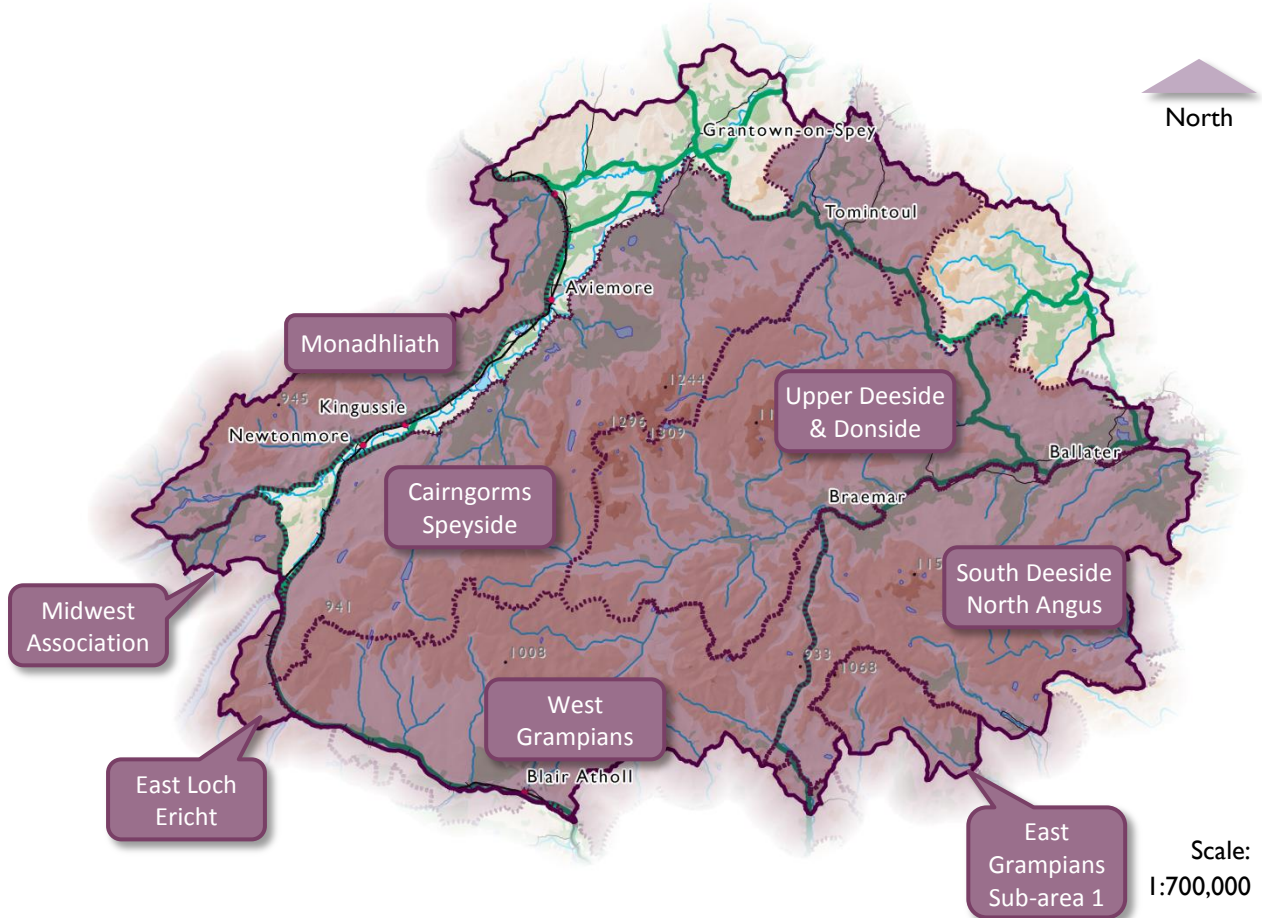 North
Grantown-on-Spey
Tomintoul
Aviemore
Monadhliath
945
Kingussie
Newtonmore
1244
1296
1309
Upper Deeside
& Donside
Ballater
Braemar
Cairngorms
Speyside
South Deeside
North Angus
Midwest
Association
941
1008
933
1068
West
Grampians
Blair Atholl
East Loch
Ericht
East
Grampians
Sub-area 1
Scale:
1:700,000